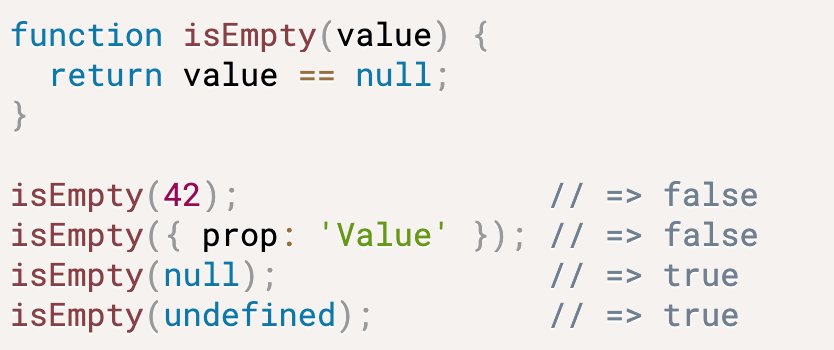 function isEmpty(value) {
  return value == null;
}

isEmpty(42);                // => false
isEmpty({ prop: 'Value' }); // => false
isEmpty(null);              // => true
isEmpty(undefined);         // => true